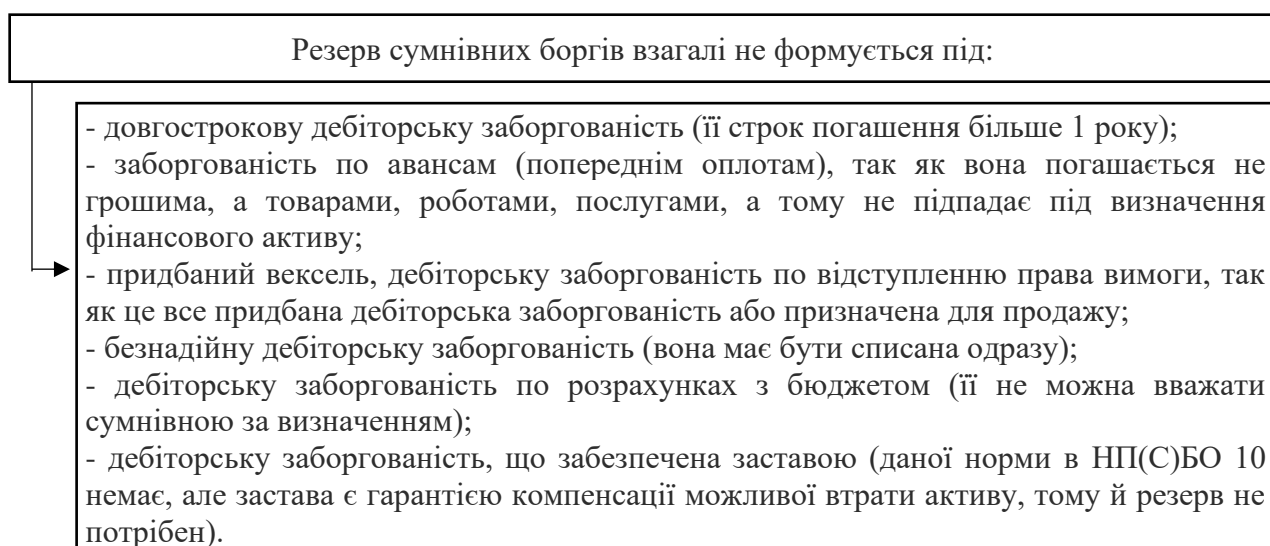 Резерв сумнівних боргів взагалі не формується під:
- довгострокову дебіторську заборгованість (її строк погашення більше 1 року);
- заборгованість по авансам (попереднім оплотам), так як вона погашається не
грошима, а товарами, роботами, послугами, а тому не підпадає під визначення
фінансового активу;
- придбаний вексель, дебіторську заборгованість по відступленню права вимоги, так
як це все придбана дебіторська заборгованість або призначена для продажу;
- безнадійну дебіторську заборгованість (вона має бути списана одразу);
- дебіторську заборгованість по розрахунках з бюджетом (її не можна вважати
сумнівною за визначенням);
- дебіторську заборгованість, що забезпечена заставою (даної норми в НП(С)БО 10
немає, але застава є гарантією компенсації можливої втрати активу, тому й резерв не
потрібен).